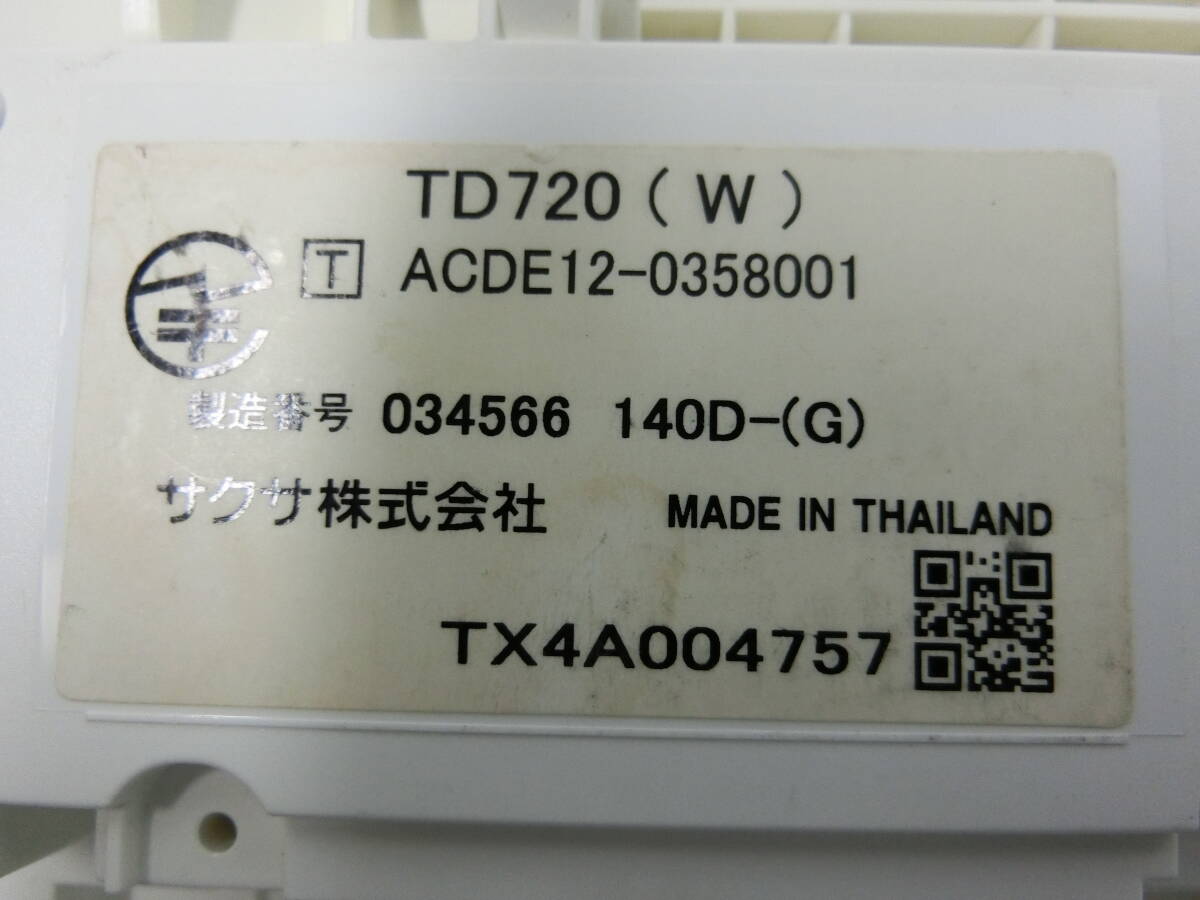 TD720 ( W )
T ACDE12-0358001
製造番号 034566 140D-(G)
サクサ株式会社 MADE IN THAILAND
TX4A004757